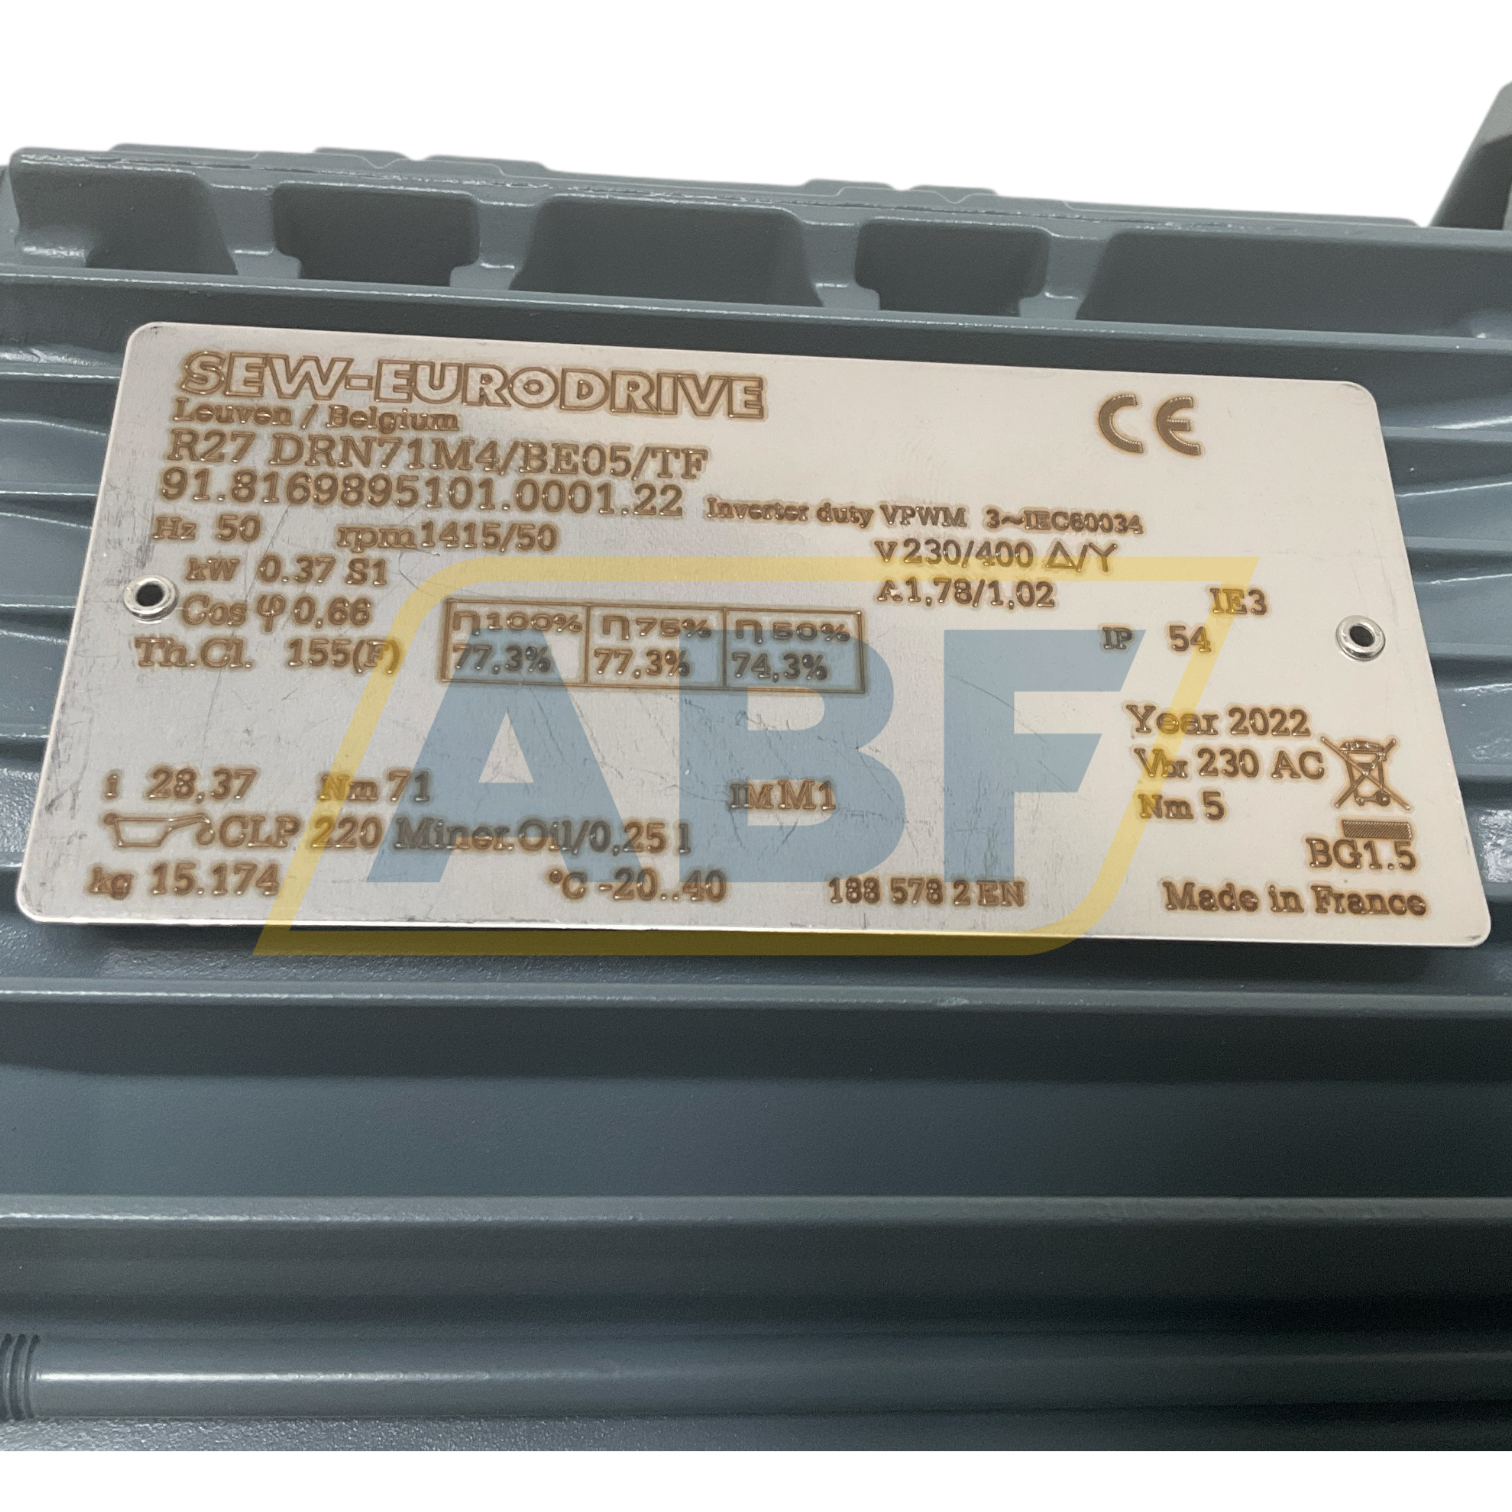 SEW-EURODRIVE
Leuven / Belgium
CE
R27 DRN71M4/BE05/TF
91.8169895101.0001.22 Inverter duty VPWM 3~IEC60034
Hz 50 rpm 1415/50 V 230/400 Δ/Y
kW 0.37 S1 A 1,78/1,02 IE3
Cos φ 0,66 η100% η75% η50% IP 54
Th.Cl. 155(F) 77,3% 77,3% 74,3%
Year 2022
Vbr 230 AC
i 28,37 Nm 71 IM M1 Nm 5
CLP 220 Miner.Oil/0,25 l BG1.5
kg 15.174 °C -20..40 188 578 2 EN Made in France
ABF